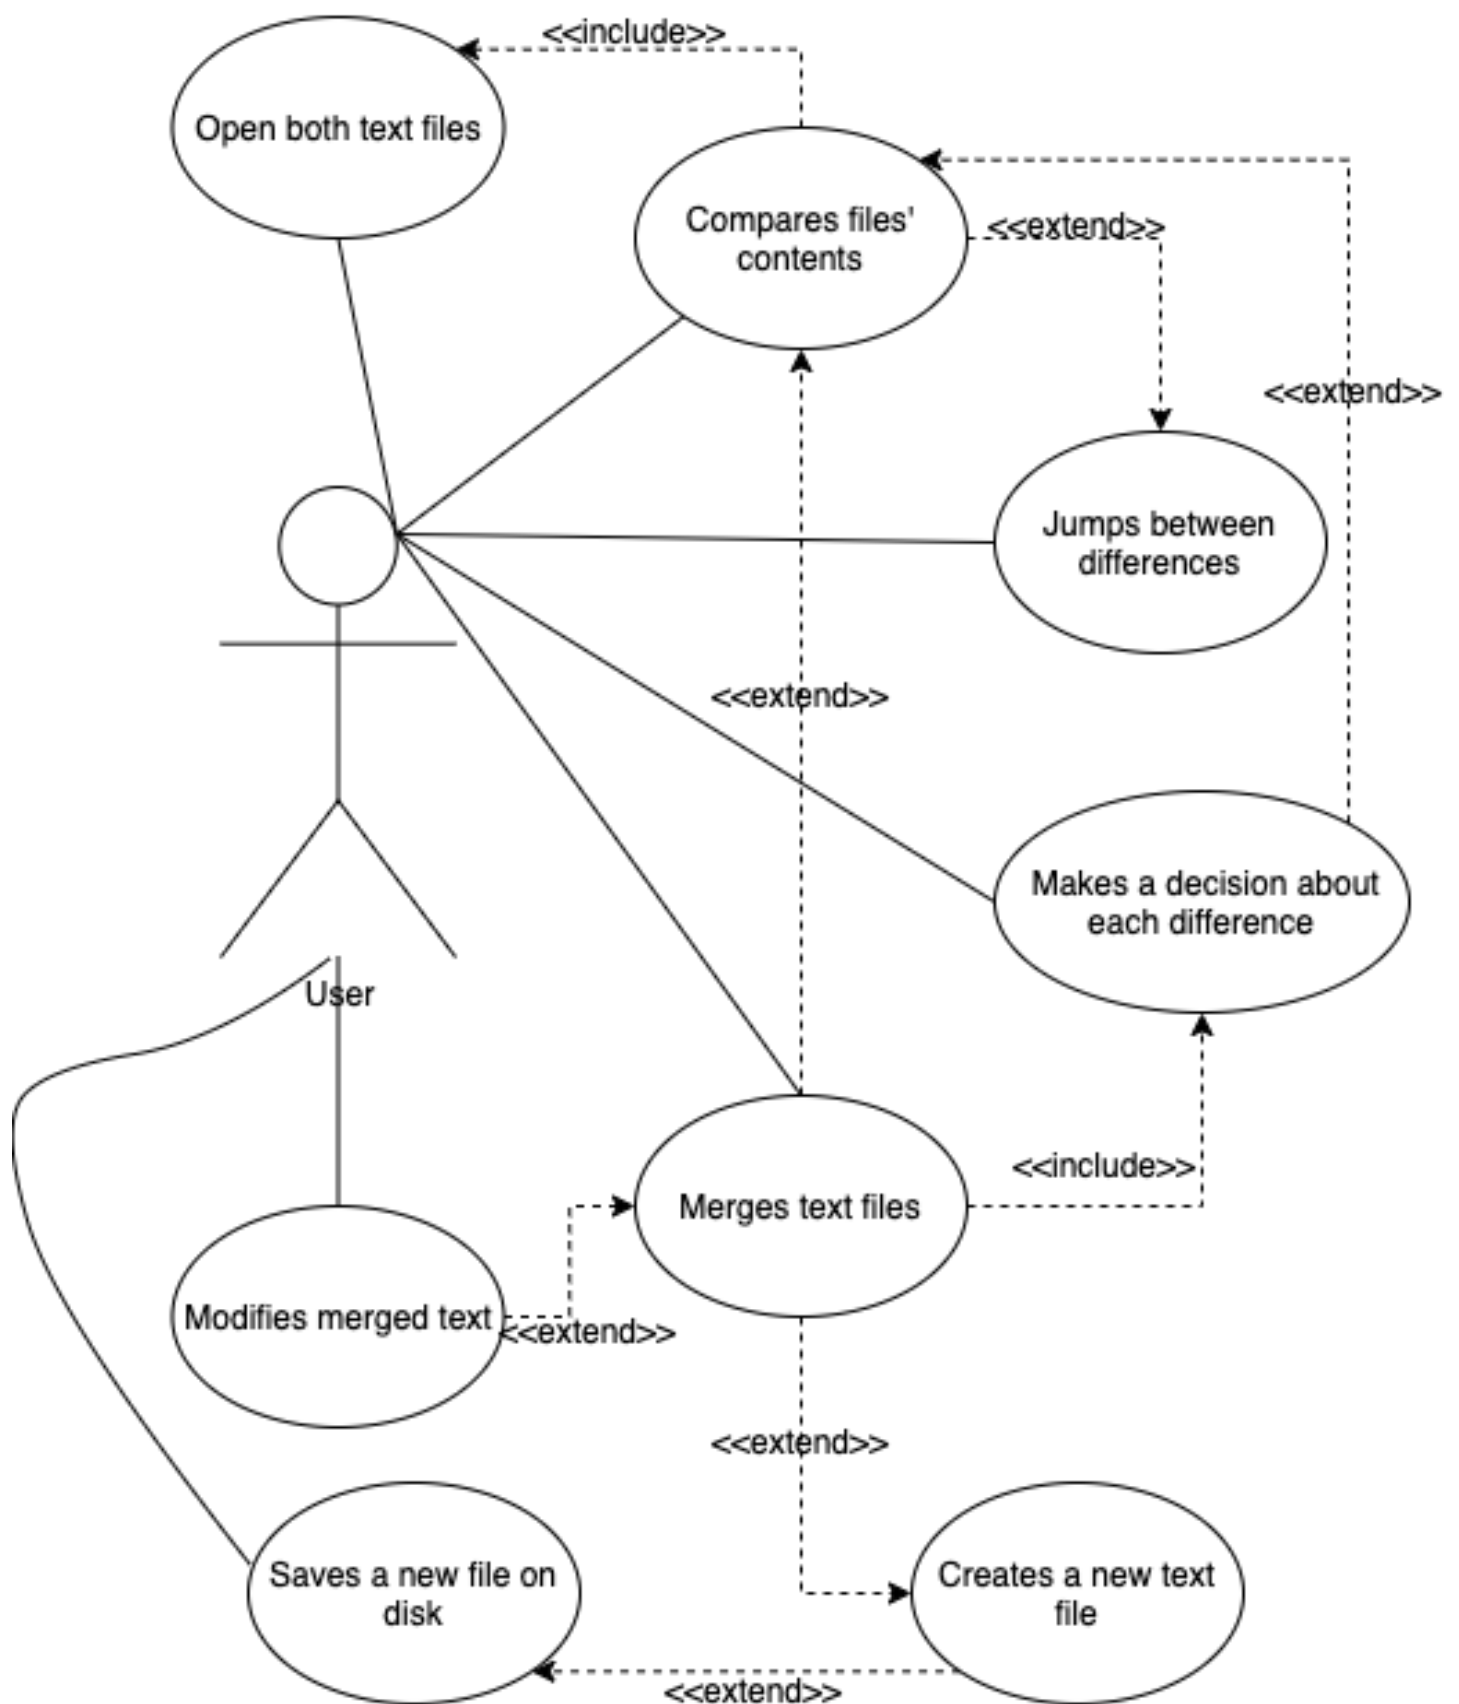 <<include>>
Open both text files
Compares files'
contents
<<extend>>
<<extend>>
Jumps between
differences
<<extend>>
Makes a decision about
each difference
User
<<include>>
Merges text files
Modifies merged text
<<extend>>
<<extend>>
Saves a new file on
disk
Creates a new text
file
<<extend>>